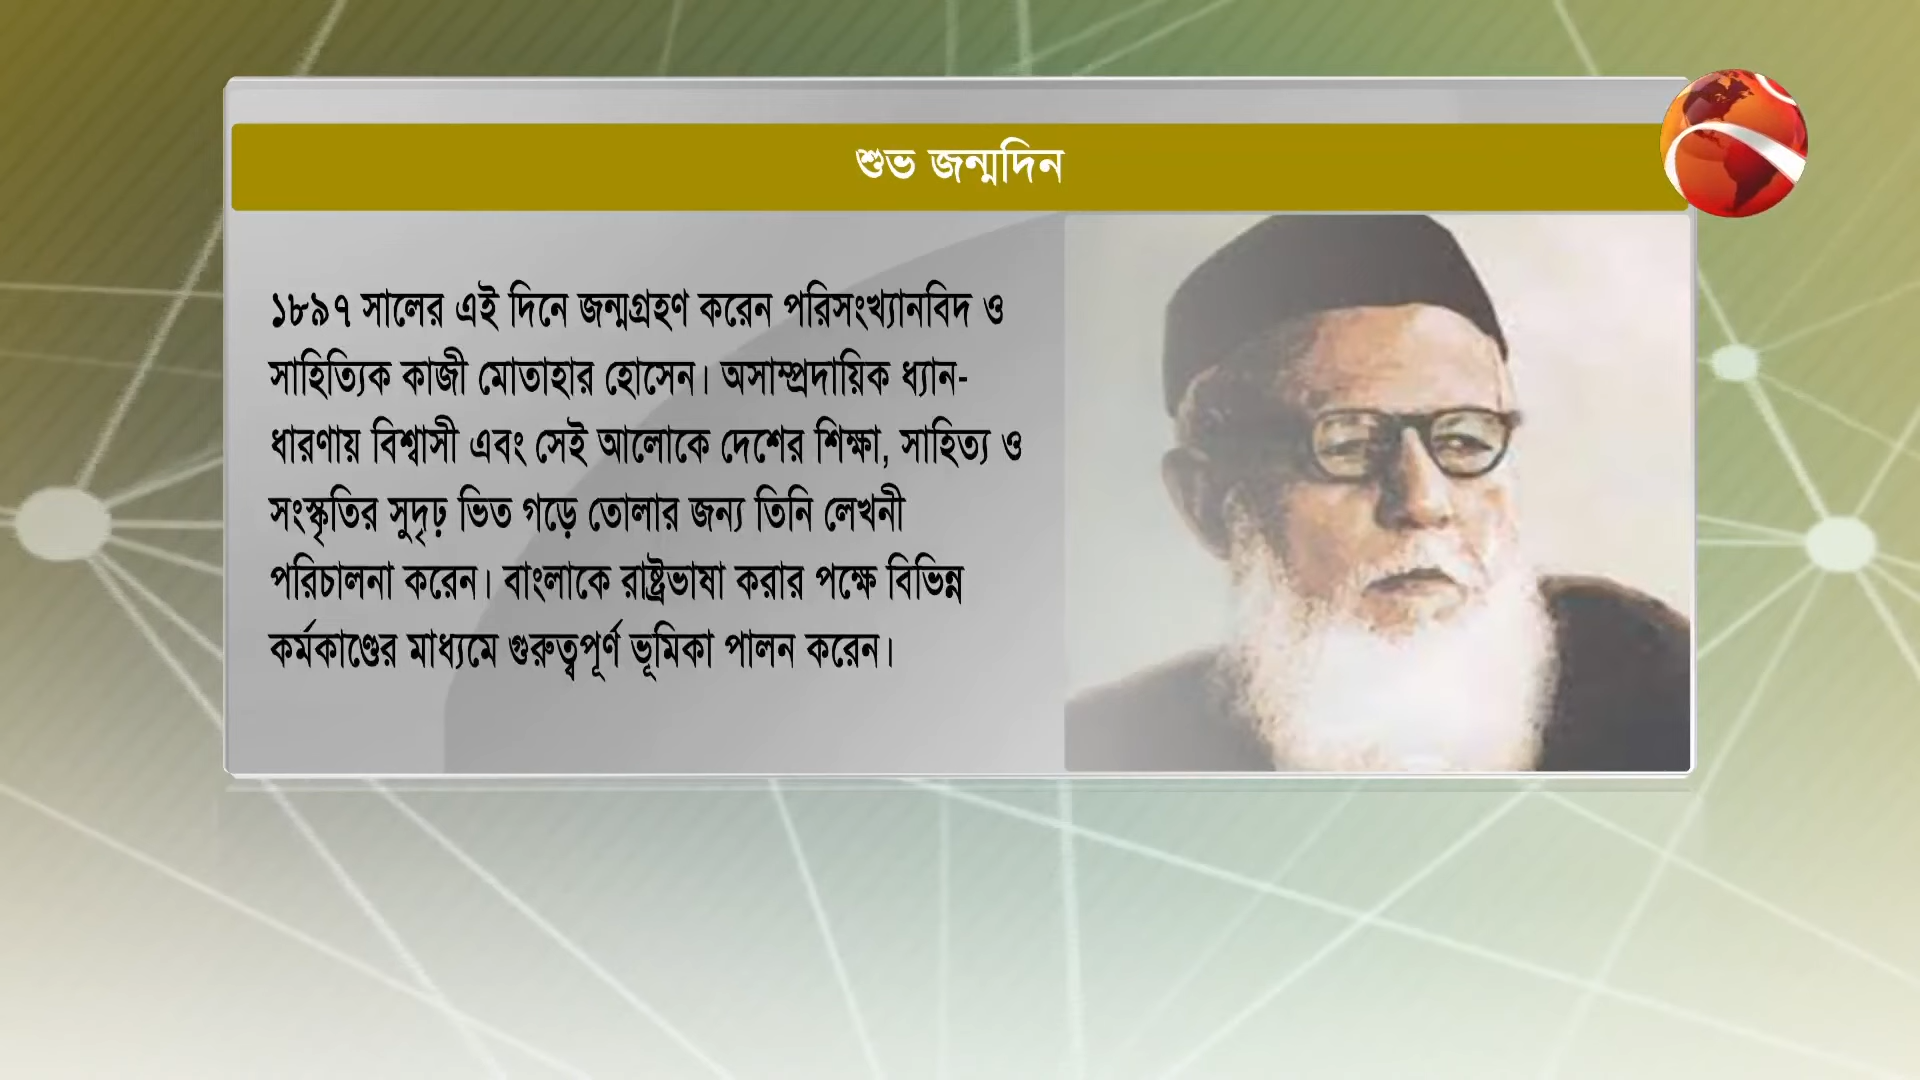 শুভ জন্মদিন
১৮৯৭ সালের এই দিনে জন্মগ্রহণ করেন পরিসংখ্যানবিদ ও
সাহিত্যিক কাজী মোতাহার হোসেন। অসাম্প্রদায়িক ধ্যান-
ধারণায় বিশ্বাসী এবং সেই আলোকে দেশের শিক্ষা, সাহিত্য ও
সংস্কৃতির সুদৃঢ় ভিত গড়ে তোলার জন্য তিনি লেখনী
পরিচালনা করেন। বাংলাকে রাষ্ট্রভাষা করার পক্ষে বিভিন্ন
কর্মকাণ্ডের মাধ্যমে গুরুত্বপূর্ণ ভূমিকা পালন করেন।